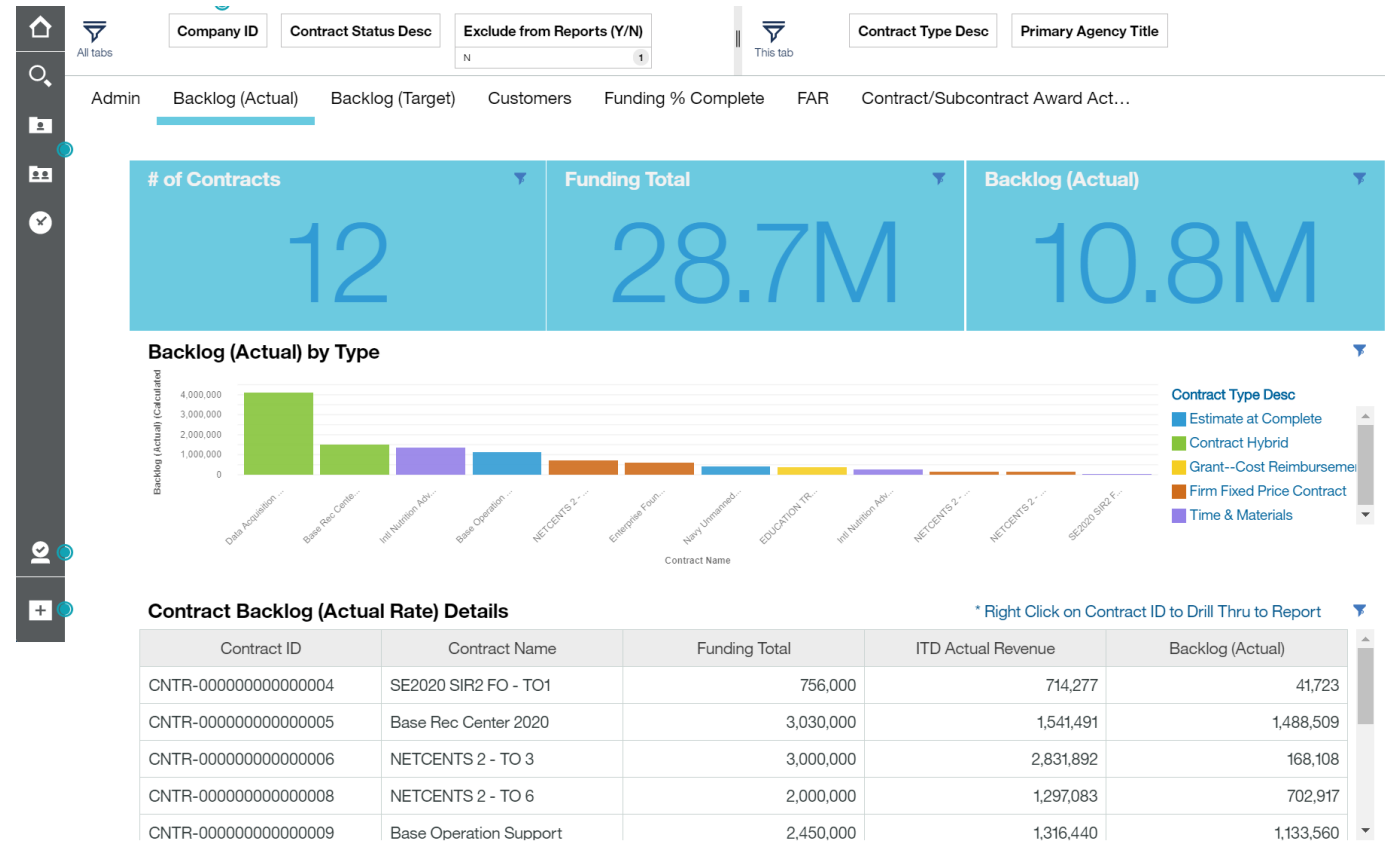 Company ID
Contract Status Desc
Exclude from Reports (Y/N)
N
1
All tabs
This tab
Contract Type Desc
Primary Agency Title
Admin
Backlog (Actual)
Backlog (Target)
Customers
Funding % Complete
FAR
Contract/Subcontract Award Act…
# of Contracts
12
Funding Total
28.7M
Backlog (Actual)
10.8M
Backlog (Actual) by Type
Backlog (Actual) (Calculated
4,000,000
3,000,000
2,000,000
1,000,000
0
Data Acquisition ...
Base Rec Cente...
Intl Nutrition Adv...
Base Operation ...
NETCENTS 2 - ...
Enterprise Foun...
Navy Unmanned...
EDUCATION TR...
Intl Nutrition Adv...
NETCENTS 2 - ...
NETCENTS 2 - ...
SE2020 SIR2 F...
Contract Name
Contract Type Desc
Estimate at Complete
Contract Hybrid
Grant--Cost Reimbursemen
Firm Fixed Price Contract
Time & Materials
Contract Backlog (Actual Rate) Details
* Right Click on Contract ID to Drill Thru to Report
Contract ID Contract Name Funding Total ITD Actual Revenue Backlog (Actual)
CNTR-000000000000004 SE2020 SIR2 FO - TO1 756,000 714,277 41,723
CNTR-000000000000005 Base Rec Center 2020 3,030,000 1,541,491 1,488,509
CNTR-000000000000006 NETCENTS 2 - TO 3 3,000,000 2,831,892 168,108
CNTR-000000000000008 NETCENTS 2 - TO 6 2,000,000 1,297,083 702,917
CNTR-000000000000009 Base Operation Support 2,450,000 1,316,440 1,133,560